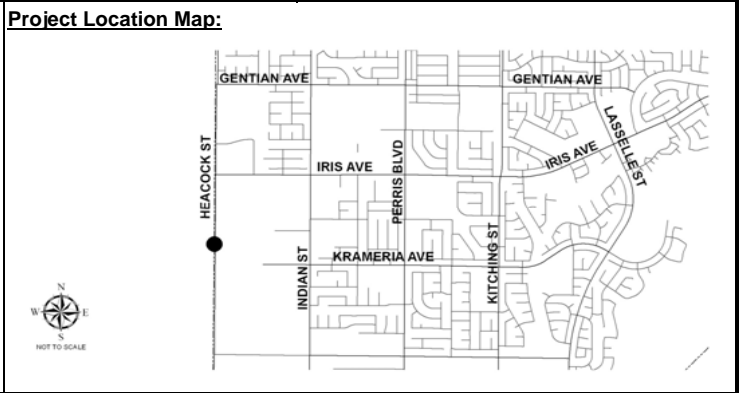 Project Location Map:
GENTIAN AVE
GENTIAN AVE
LASSELLE ST
HEACOCK ST
IRIS AVE
PERRIS BLVD
IRIS AVE
INDIAN ST
KRAMERIA AVE
KITCHING ST
N
W
E
S
NOT TO SCALE